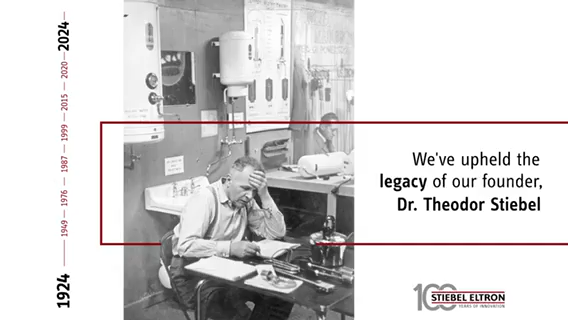 2024
2020
2015
1999
1987
1976
1949
1924
We've upheld the
legacy of our founder,
Dr. Theodor Stiebel
100 STIEBEL ELTRON
YEARS OF INNOVATION